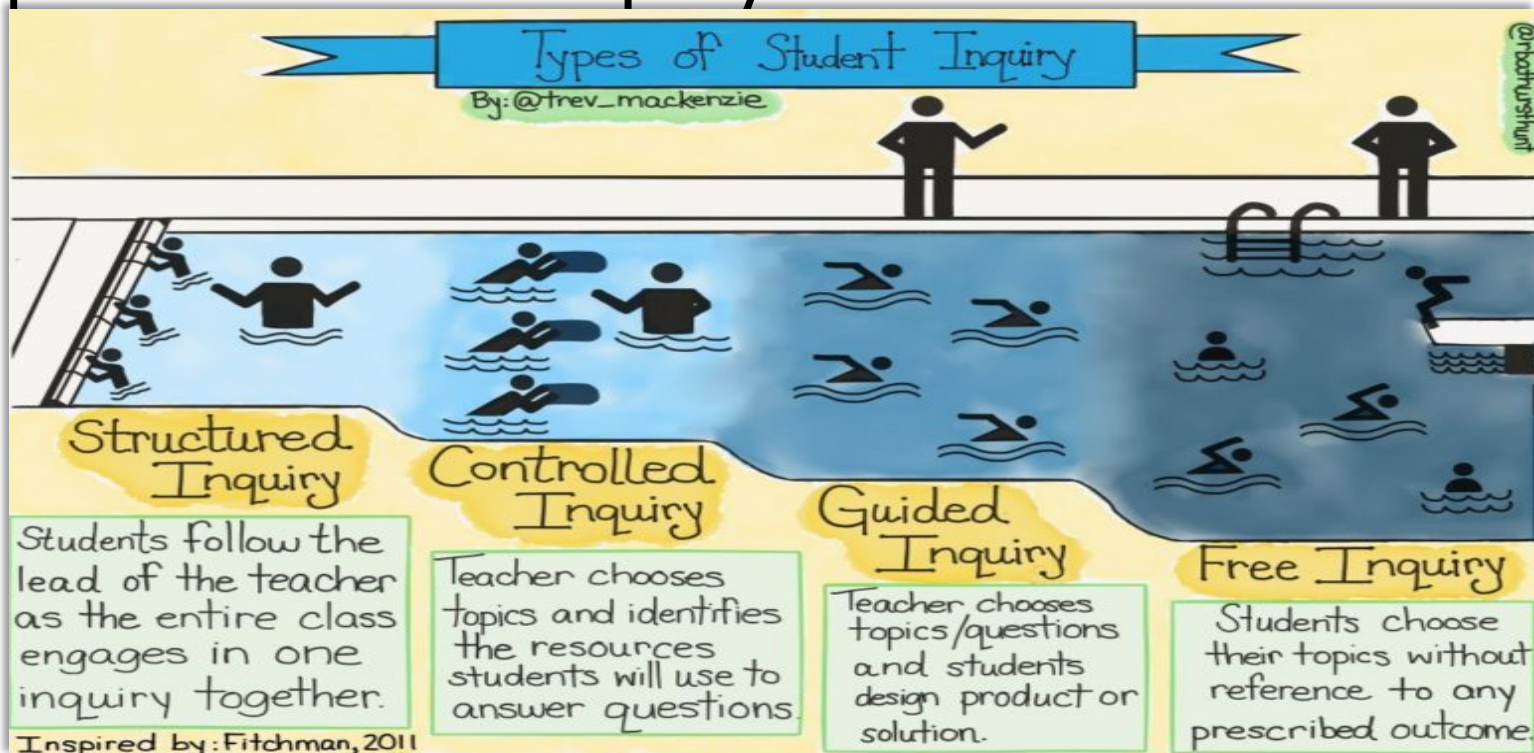 Types of Student Inquiry
By: @trev_mackenzie
@rbathursthunt
Structured
Inquiry
Students follow the
lead of the teacher
as the entire class
engages in one
inquiry together.
Inspired by: Fitchman, 2011
Controlled
Inquiry
Teacher chooses
topics and identifies
the resources
students will use to
answer questions.
Guided
Inquiry
Teacher chooses
topics/questions
and students
design product or
solution.
Free Inquiry
Students choose
their topics without
reference to any
prescribed outcome.